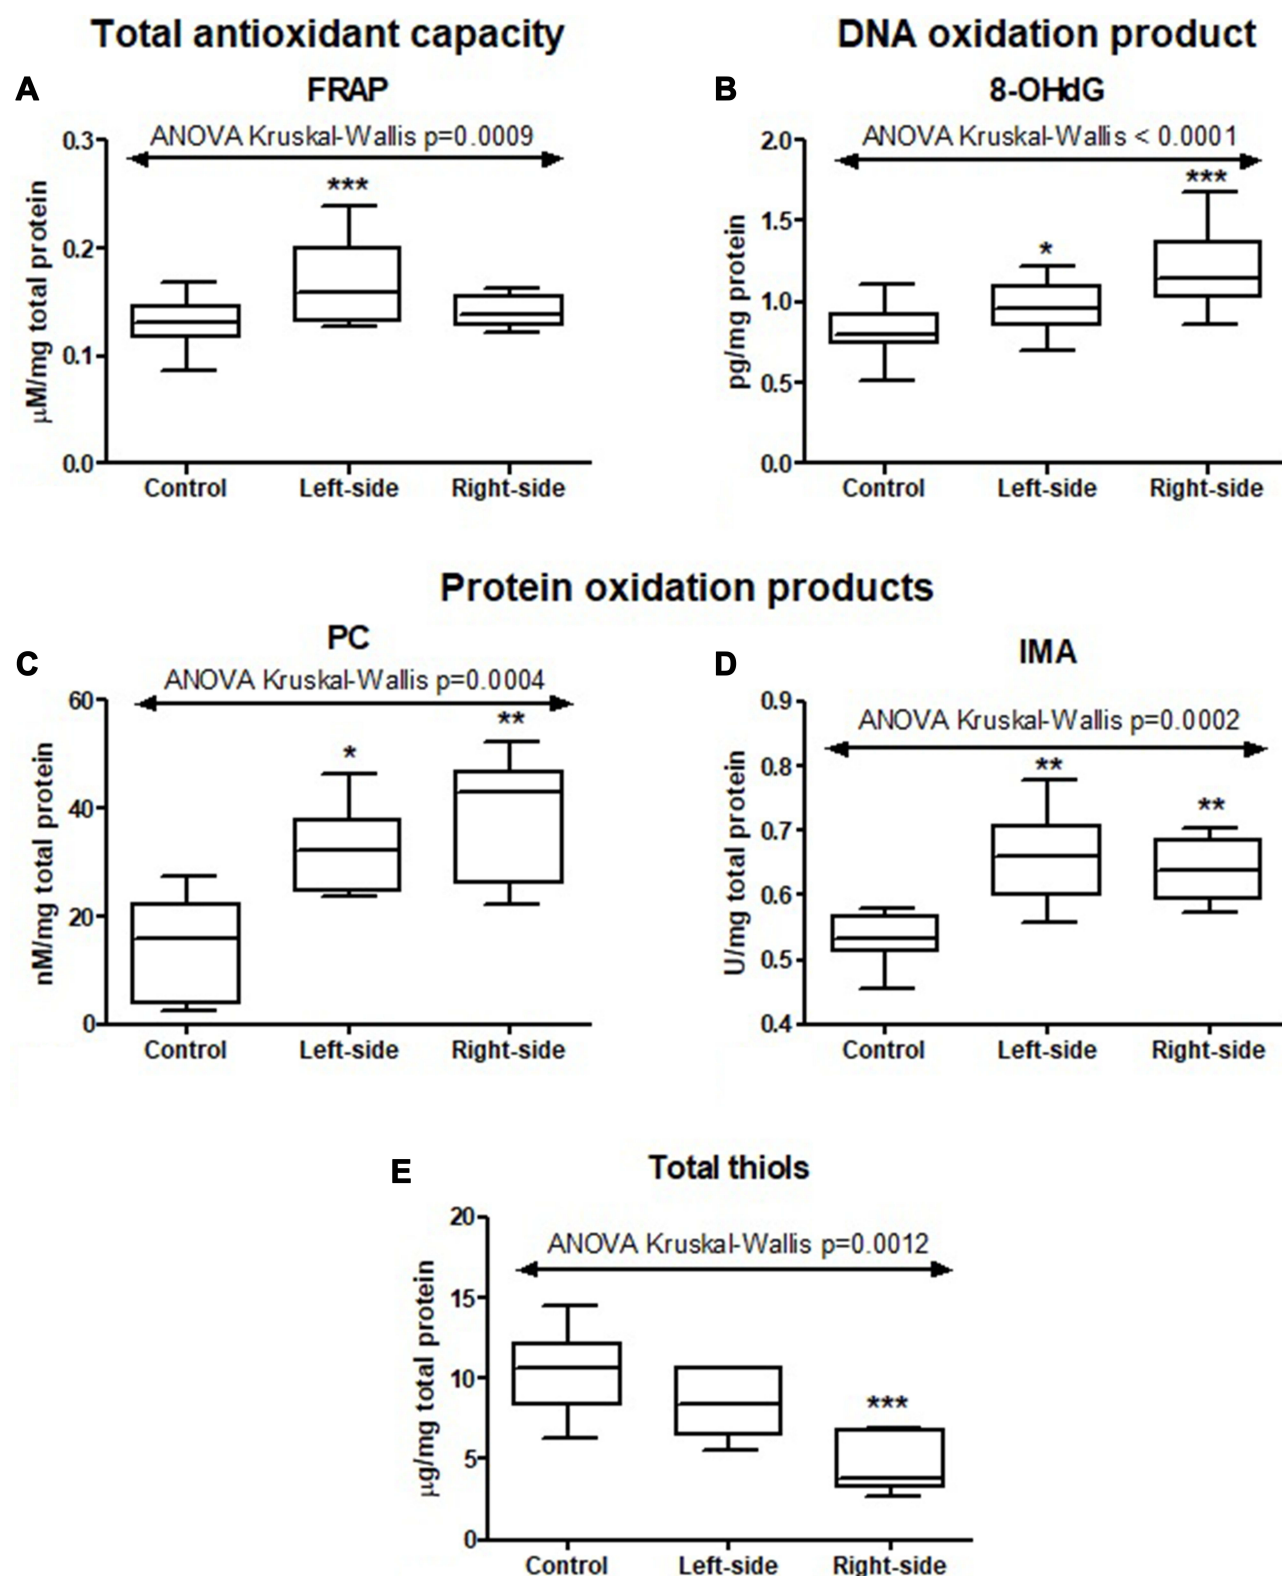 Total antioxidant capacity
DNA oxidation product
A
FRAP
B
8-OHdG
ANOVA Kruskal-Wallis p=0.0009
***
0.3
0.2
0.1
0.0
µM/mg total protein
Control
Left-side
Right-side
ANOVA Kruskal-Wallis < 0.0001
*
***
2.0
1.5
1.0
0.5
0.0
pg/mg protein
Control
Left-side
Right-side
Protein oxidation products
C
PC
ANOVA Kruskal-Wallis p=0.0004
*
**
60
40
20
0
nM/mg total protein
Control
Left-side
Right-side
D
IMA
ANOVA Kruskal-Wallis p=0.0002
**
**
0.9
0.8
0.7
0.6
0.5
0.4
U/mg total protein
Control
Left-side
Right-side
E
Total thiols
ANOVA Kruskal-Wallis p=0.0012
***
20
15
10
5
0
µg/mg total protein
Control
Left-side
Right-side